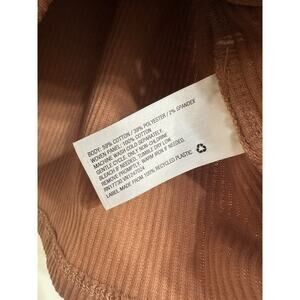 BODY: 59% COTTON / 39% POLYESTER / 2% SPANDEX
WOVEN PANEL: 100% COTTON
MACHINE WASH COLD SEPARATELY.
GENTLE CYCLE. ONLY NON-CHLORINE
BLEACH IF NEEDED. TUMBLE DRY LOW.
REMOVE PROMPTLY. WARM IRON IF NEEDED.
LABEL MADE FROM 100% RECYCLED PLASTIC.